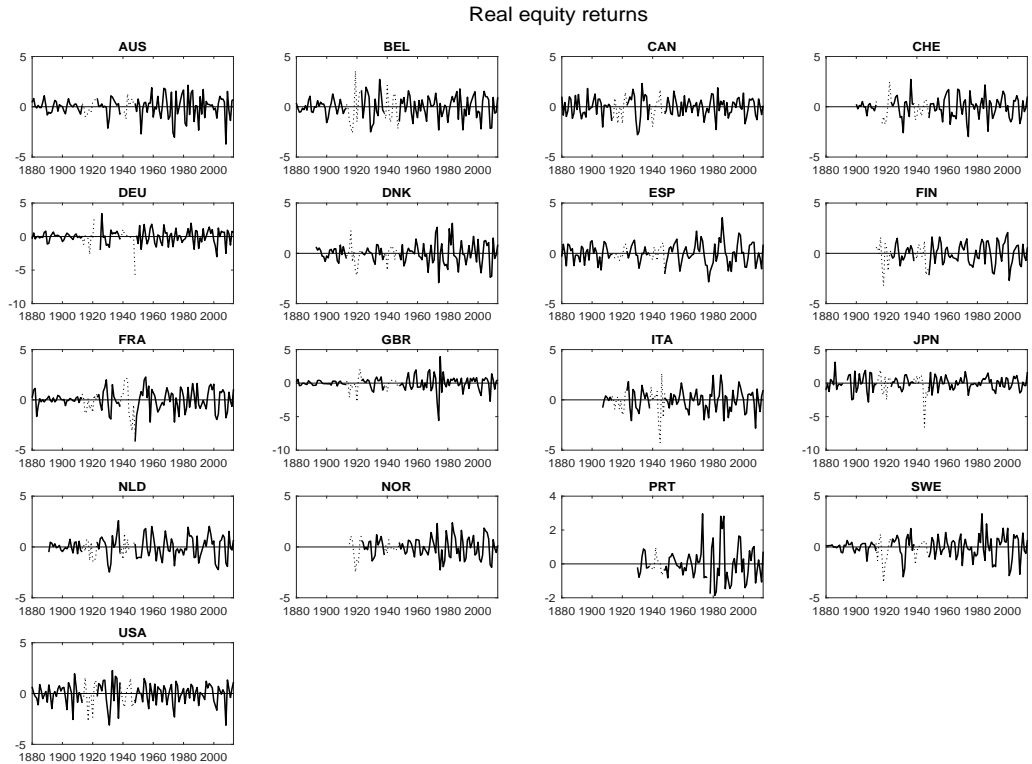 Real equity returns
AUS BEL CAN CHE
5 5 5 5
0 0 0 0
-5 -5 -5 -5
1880 1900 1920 1940 1960 1980 2000 1880 1900 1920 1940 1960 1980 2000 1880 1900 1920 1940 1960 1980 2000 1880 1900 1920 1940 1960 1980 2000
DEU DNK ESP FIN
5 5 5 5
0 0 0 0
-5
-10 -5 -5 -5
1880 1900 1920 1940 1960 1980 2000 1880 1900 1920 1940 1960 1980 2000 1880 1900 1920 1940 1960 1980 2000 1880 1900 1920 1940 1960 1980 2000
FRA GBR ITA JPN
5 5 5 5
0 0 0 0
-5 -5
-5 -10 -5 -10
1880 1900 1920 1940 1960 1980 2000 1880 1900 1920 1940 1960 1980 2000 1880 1900 1920 1940 1960 1980 2000 1880 1900 1920 1940 1960 1980 2000
NLD NOR PRT SWE
5 5 4 5
2
0 0 0 0
-5 -5 -2 -5
1880 1900 1920 1940 1960 1980 2000 1880 1900 1920 1940 1960 1980 2000 1880 1900 1920 1940 1960 1980 2000 1880 1900 1920 1940 1960 1980 2000
USA
5
0
-5
1880 1900 1920 1940 1960 1980 2000